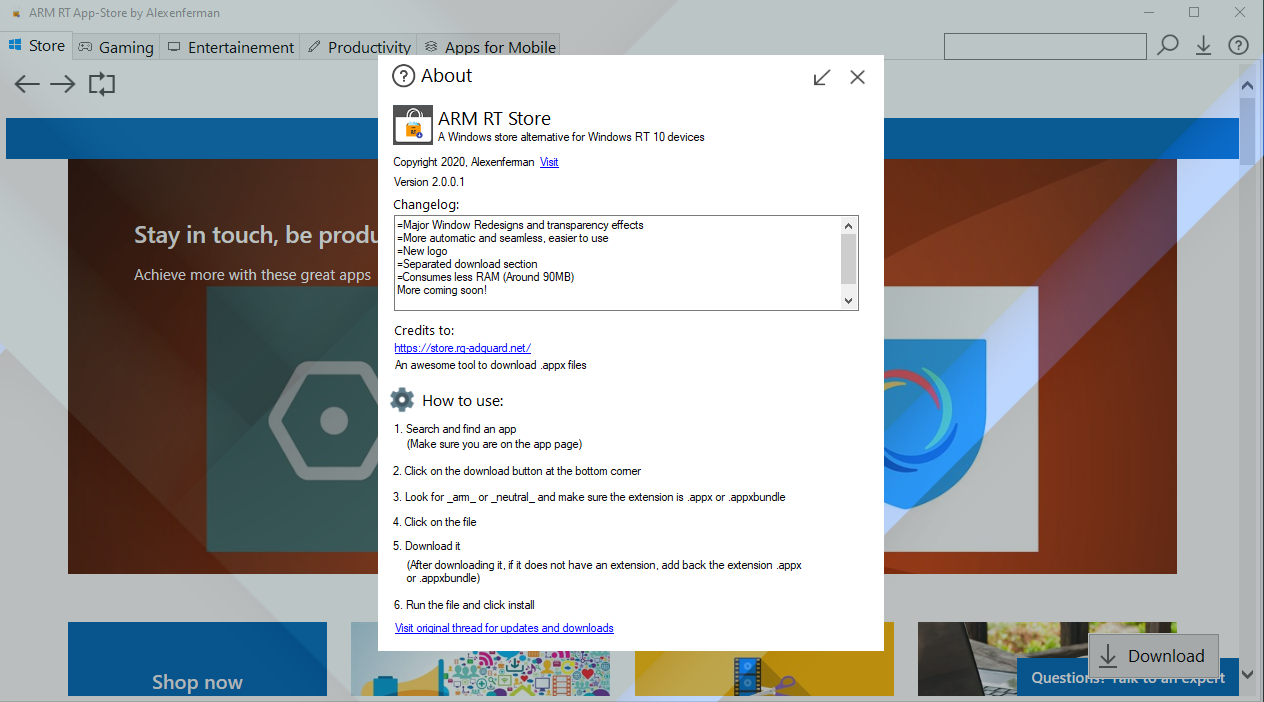 ARM RT App-Store by Alexenferman
Store
Gaming
Entertainement
Productivity
Apps for Mobile
About
ARM RT Store
A Windows store alternative for Windows RT 10 devices
Copyright 2020, Alexenferman Visit
Version 2.0.0.1
Changelog:
=Major Window Redesigns and transparency effects
=More automatic and seamless, easier to use
=New logo
=Separated download section
=Consumes less RAM (Around 90MB)
More coming soon!
Credits to:
https://store.rg-adguard.net/
An awesome tool to download .appx files
How to use:
1. Search and find an app
(Make sure you are on the app page)
2. Click on the download button at the bottom corner
3. Look for _arm_ or _neutral_ and make sure the extension is .appx or .appxbundle
4. Click on the file
5. Download it
(After downloading it, if it does not have an extension, add back the extension .appx
or .appxbundle)
6. Run the file and click install
Visit original thread for updates and downloads
Stay in touch, be produ
Achieve more with these great apps
Shop now
Download
Questions? Talk to an expert